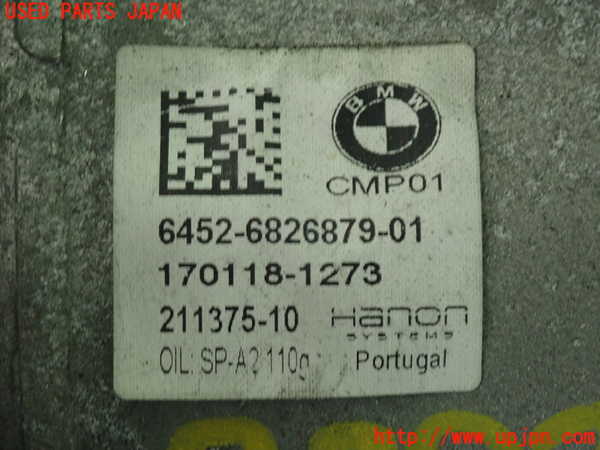 USED PARTS JAPAN
BMW
CMP01
6452-6826879-01
170118-1273
211375-10
Hanon
SYSTEMS
OIL: SP-A2 110g
Portugal
http://www.upjpn.com/